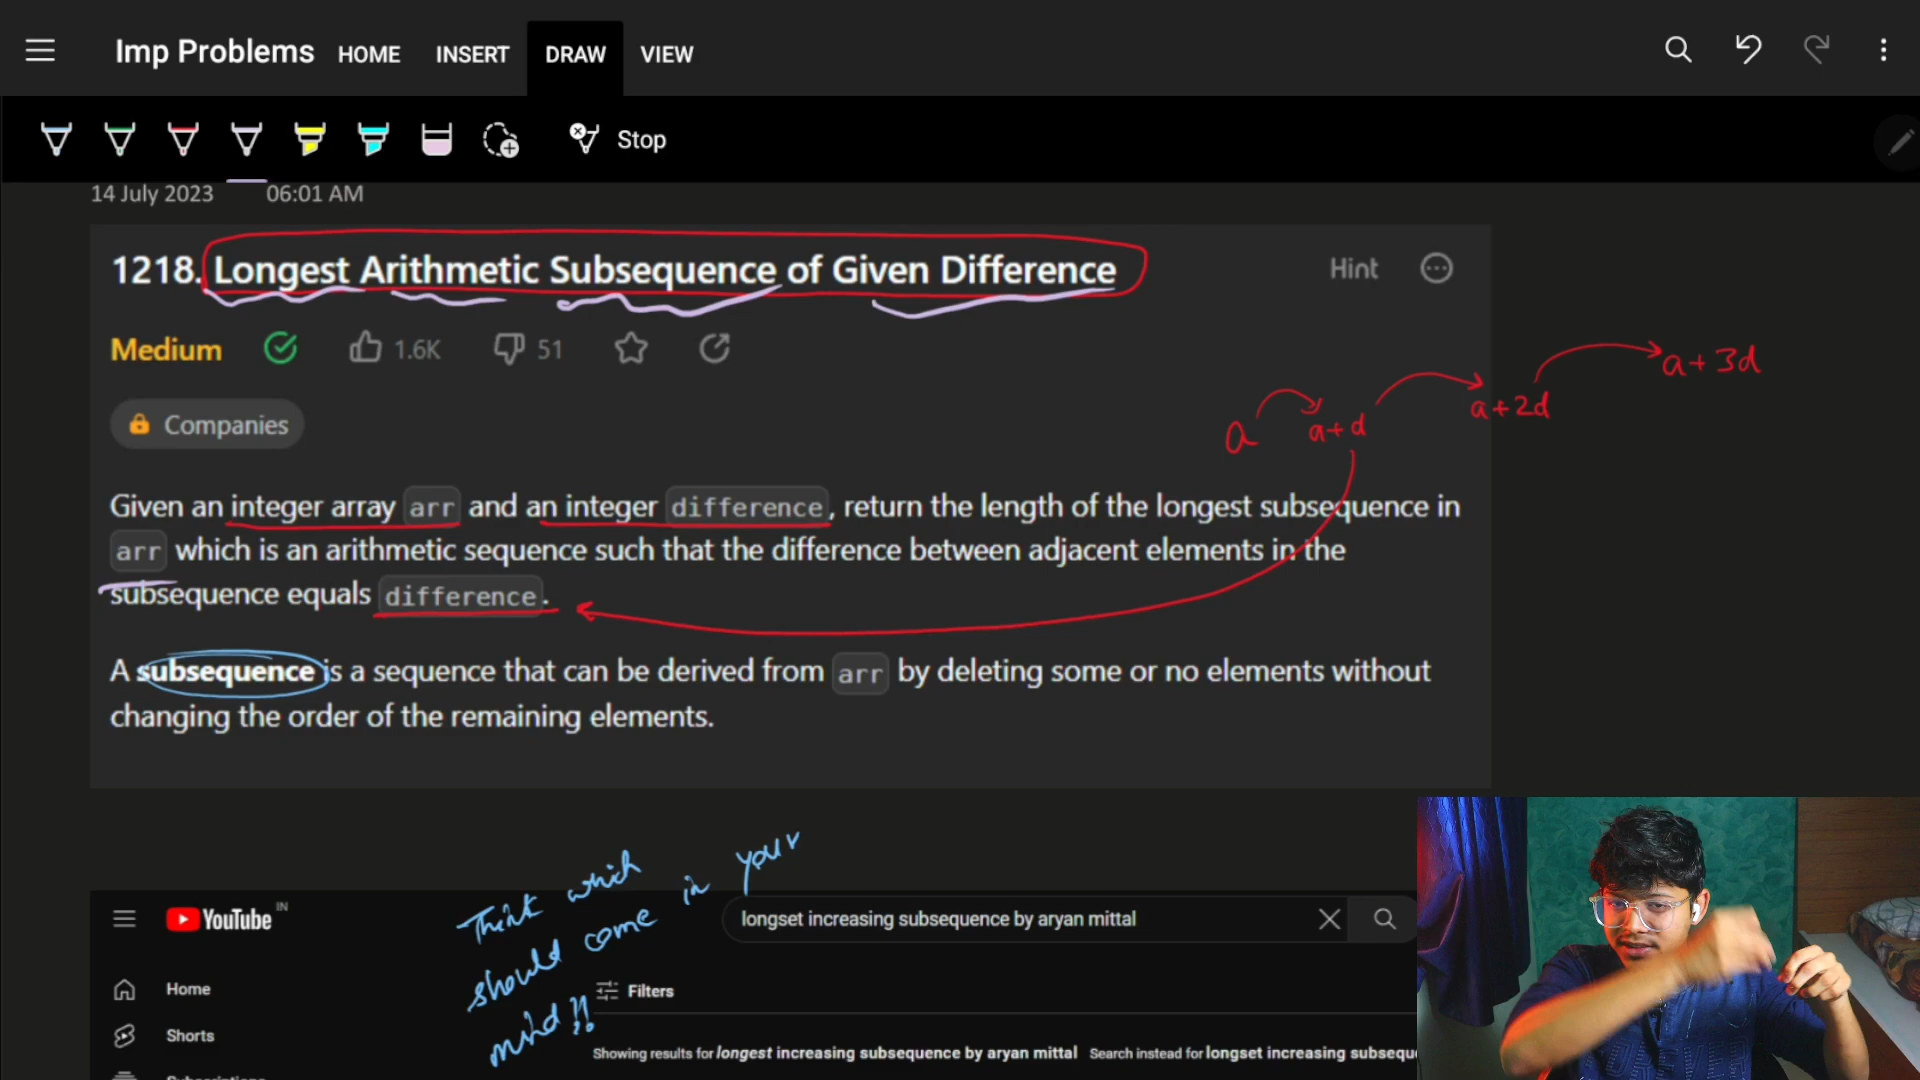 Imp Problems HOME INSERT DRAW VIEW
Stop
14 July 2023 06:01 AM
1218. Longest Arithmetic Subsequence of Given Difference
Hint
Medium 1.6K 51
Companies
a a+d a+2d a+3d
Given an integer array arr and an integer difference, return the length of the longest subsequence in
arr which is an arithmetic sequence such that the difference between adjacent elements in the
subsequence equals difference.
A subsequence is a sequence that can be derived from arr by deleting some or no elements without
changing the order of the remaining elements.
Think which
should come in your
mind!!
YouTube IN
longset increasing subsequence by aryan mittal
Home
Filters
Shorts
Showing results for longest increasing subsequence by aryan mittal Search instead for longset increasing subsequ